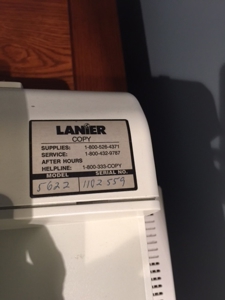 LANIER
COPY
SUPPLIES: 1-800-528-4371
SERVICE: 1-800-432-9787
AFTER HOURS
HELPLINE: 1-800-333-COPY
MODEL SERIAL NO.
5622 1102559